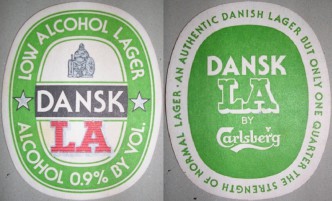 LOW ALCOHOL LAGER
DANSK
LA
ALCOHOL 0.9% BY VOL.
AN AUTHENTIC DANISH LAGER BUT ONLY ONE QUARTER THE STRENGTH OF NORMAL LAGER ·
DANSK
LA
BY
Carlsberg